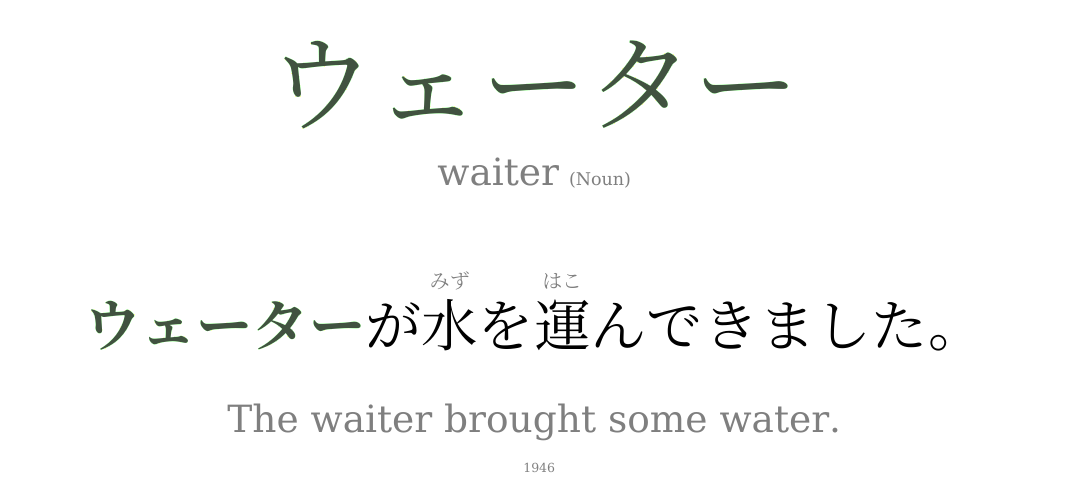 ウェーター
waiter (Noun)
みず はこ
ウェーターが水を運んできました。
The waiter brought some water.
1946